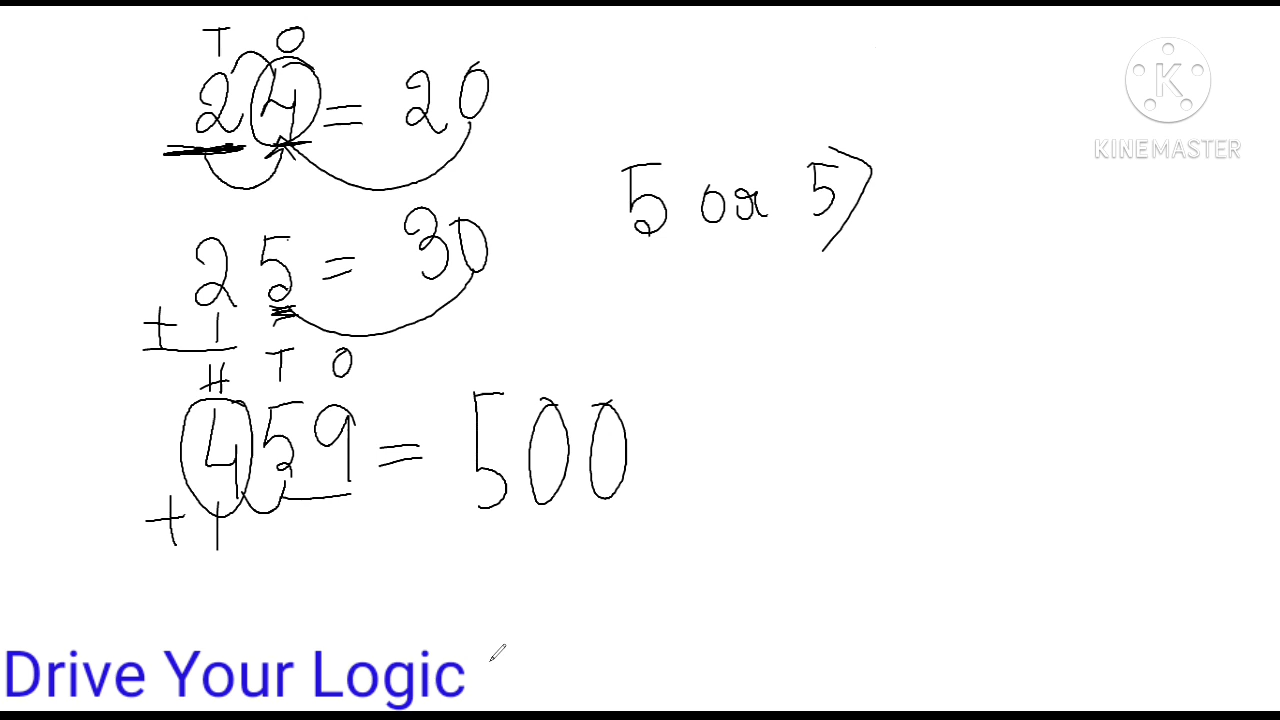 T O
24 = 20
5 or 5>
25 = 30
+ 1
H T O
459 = 500
+ 1
KINEMASTER
Drive Your Logic